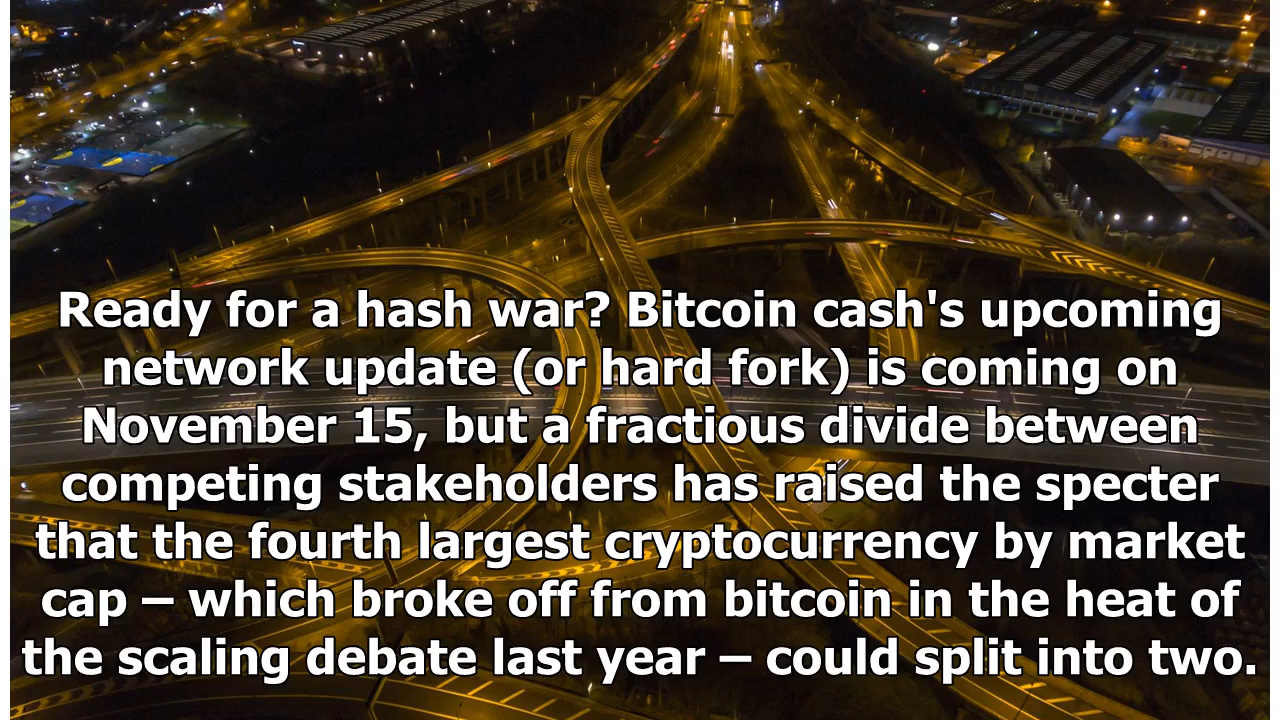 Ready for a hash war? Bitcoin cash's upcoming
network update (or hard fork) is coming on
November 15, but a fractious divide between
competing stakeholders has raised the specter
that the fourth largest cryptocurrency by market
cap – which broke off from bitcoin in the heat of
the scaling debate last year – could split into two.